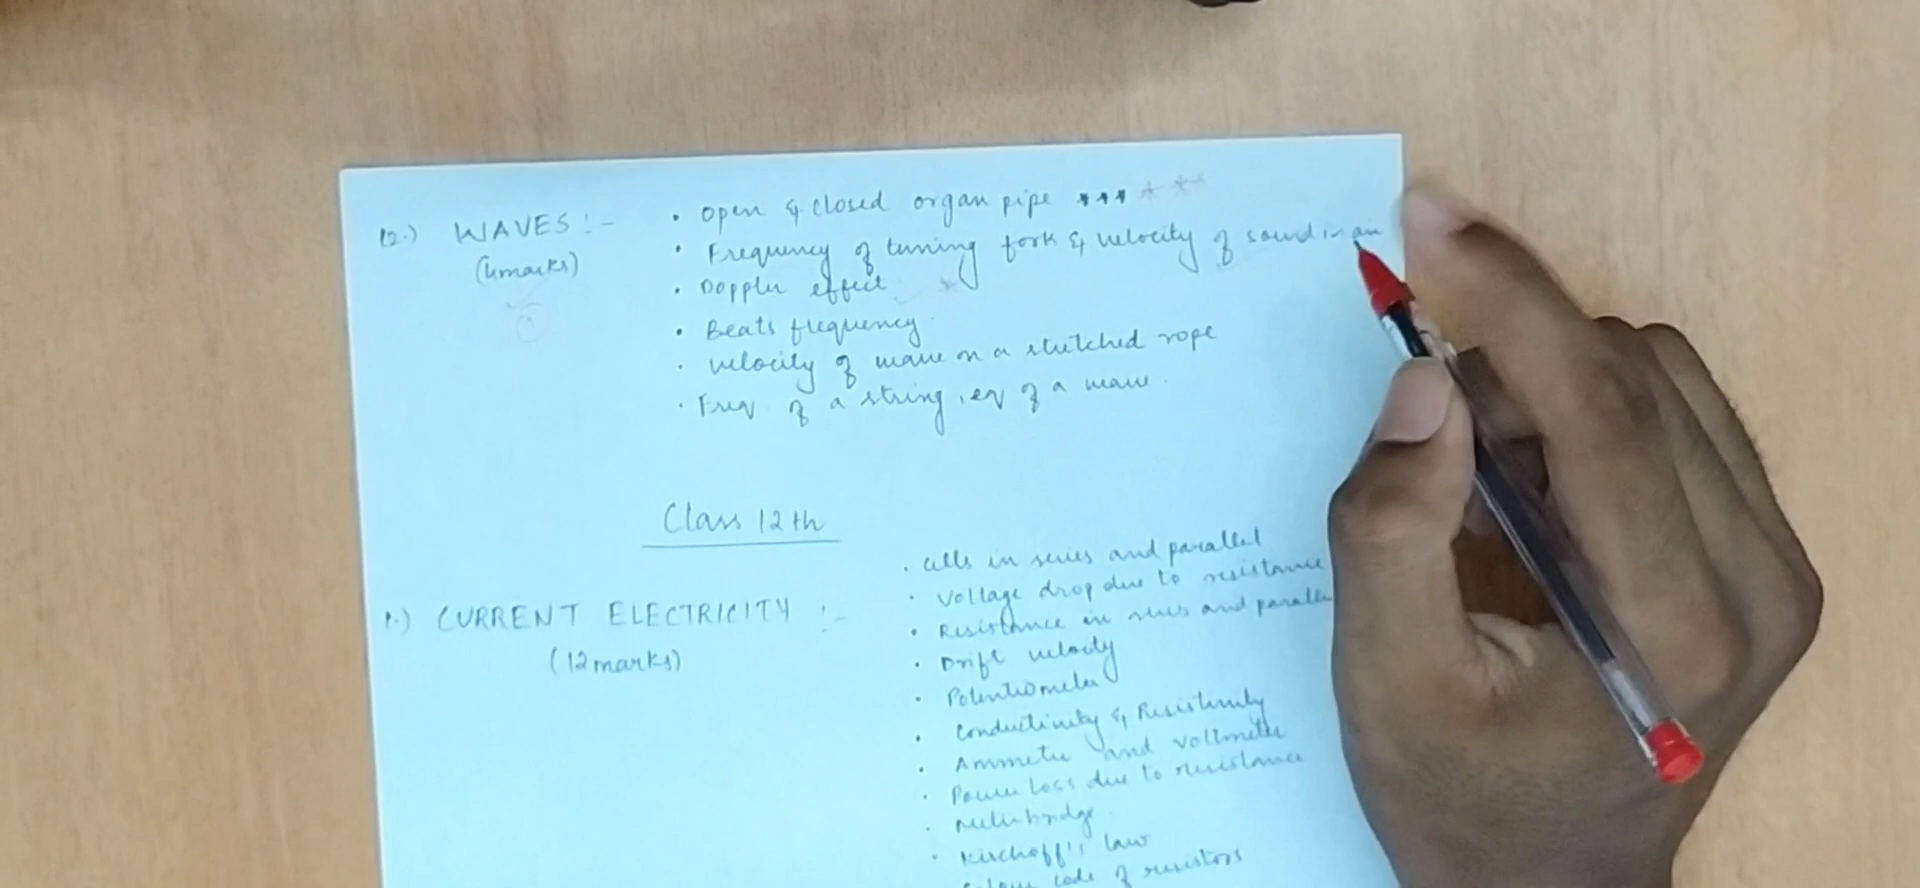 12.) WAVES :- • Open & closed organ pipe ***
(4marks) • Frequency of tuning fork & velocity of sound in air
• Doppler effect
• Beats frequency
• velocity of wave on a stretched rope
• Freq of a string, eq of a wave
Class 12th
1.) CURRENT ELECTRICITY :-
(12marks)
• cells in series and parallel
• Voltage drop due to resistance
• Resistance in series and parallel
• Drift velocity
• Potentiometer
• Conductivity & Resistivity
• Ammeter and voltmeter
• Power Loss due to resistance
• Meter bridge
• Kirchoff's law
code of resistors